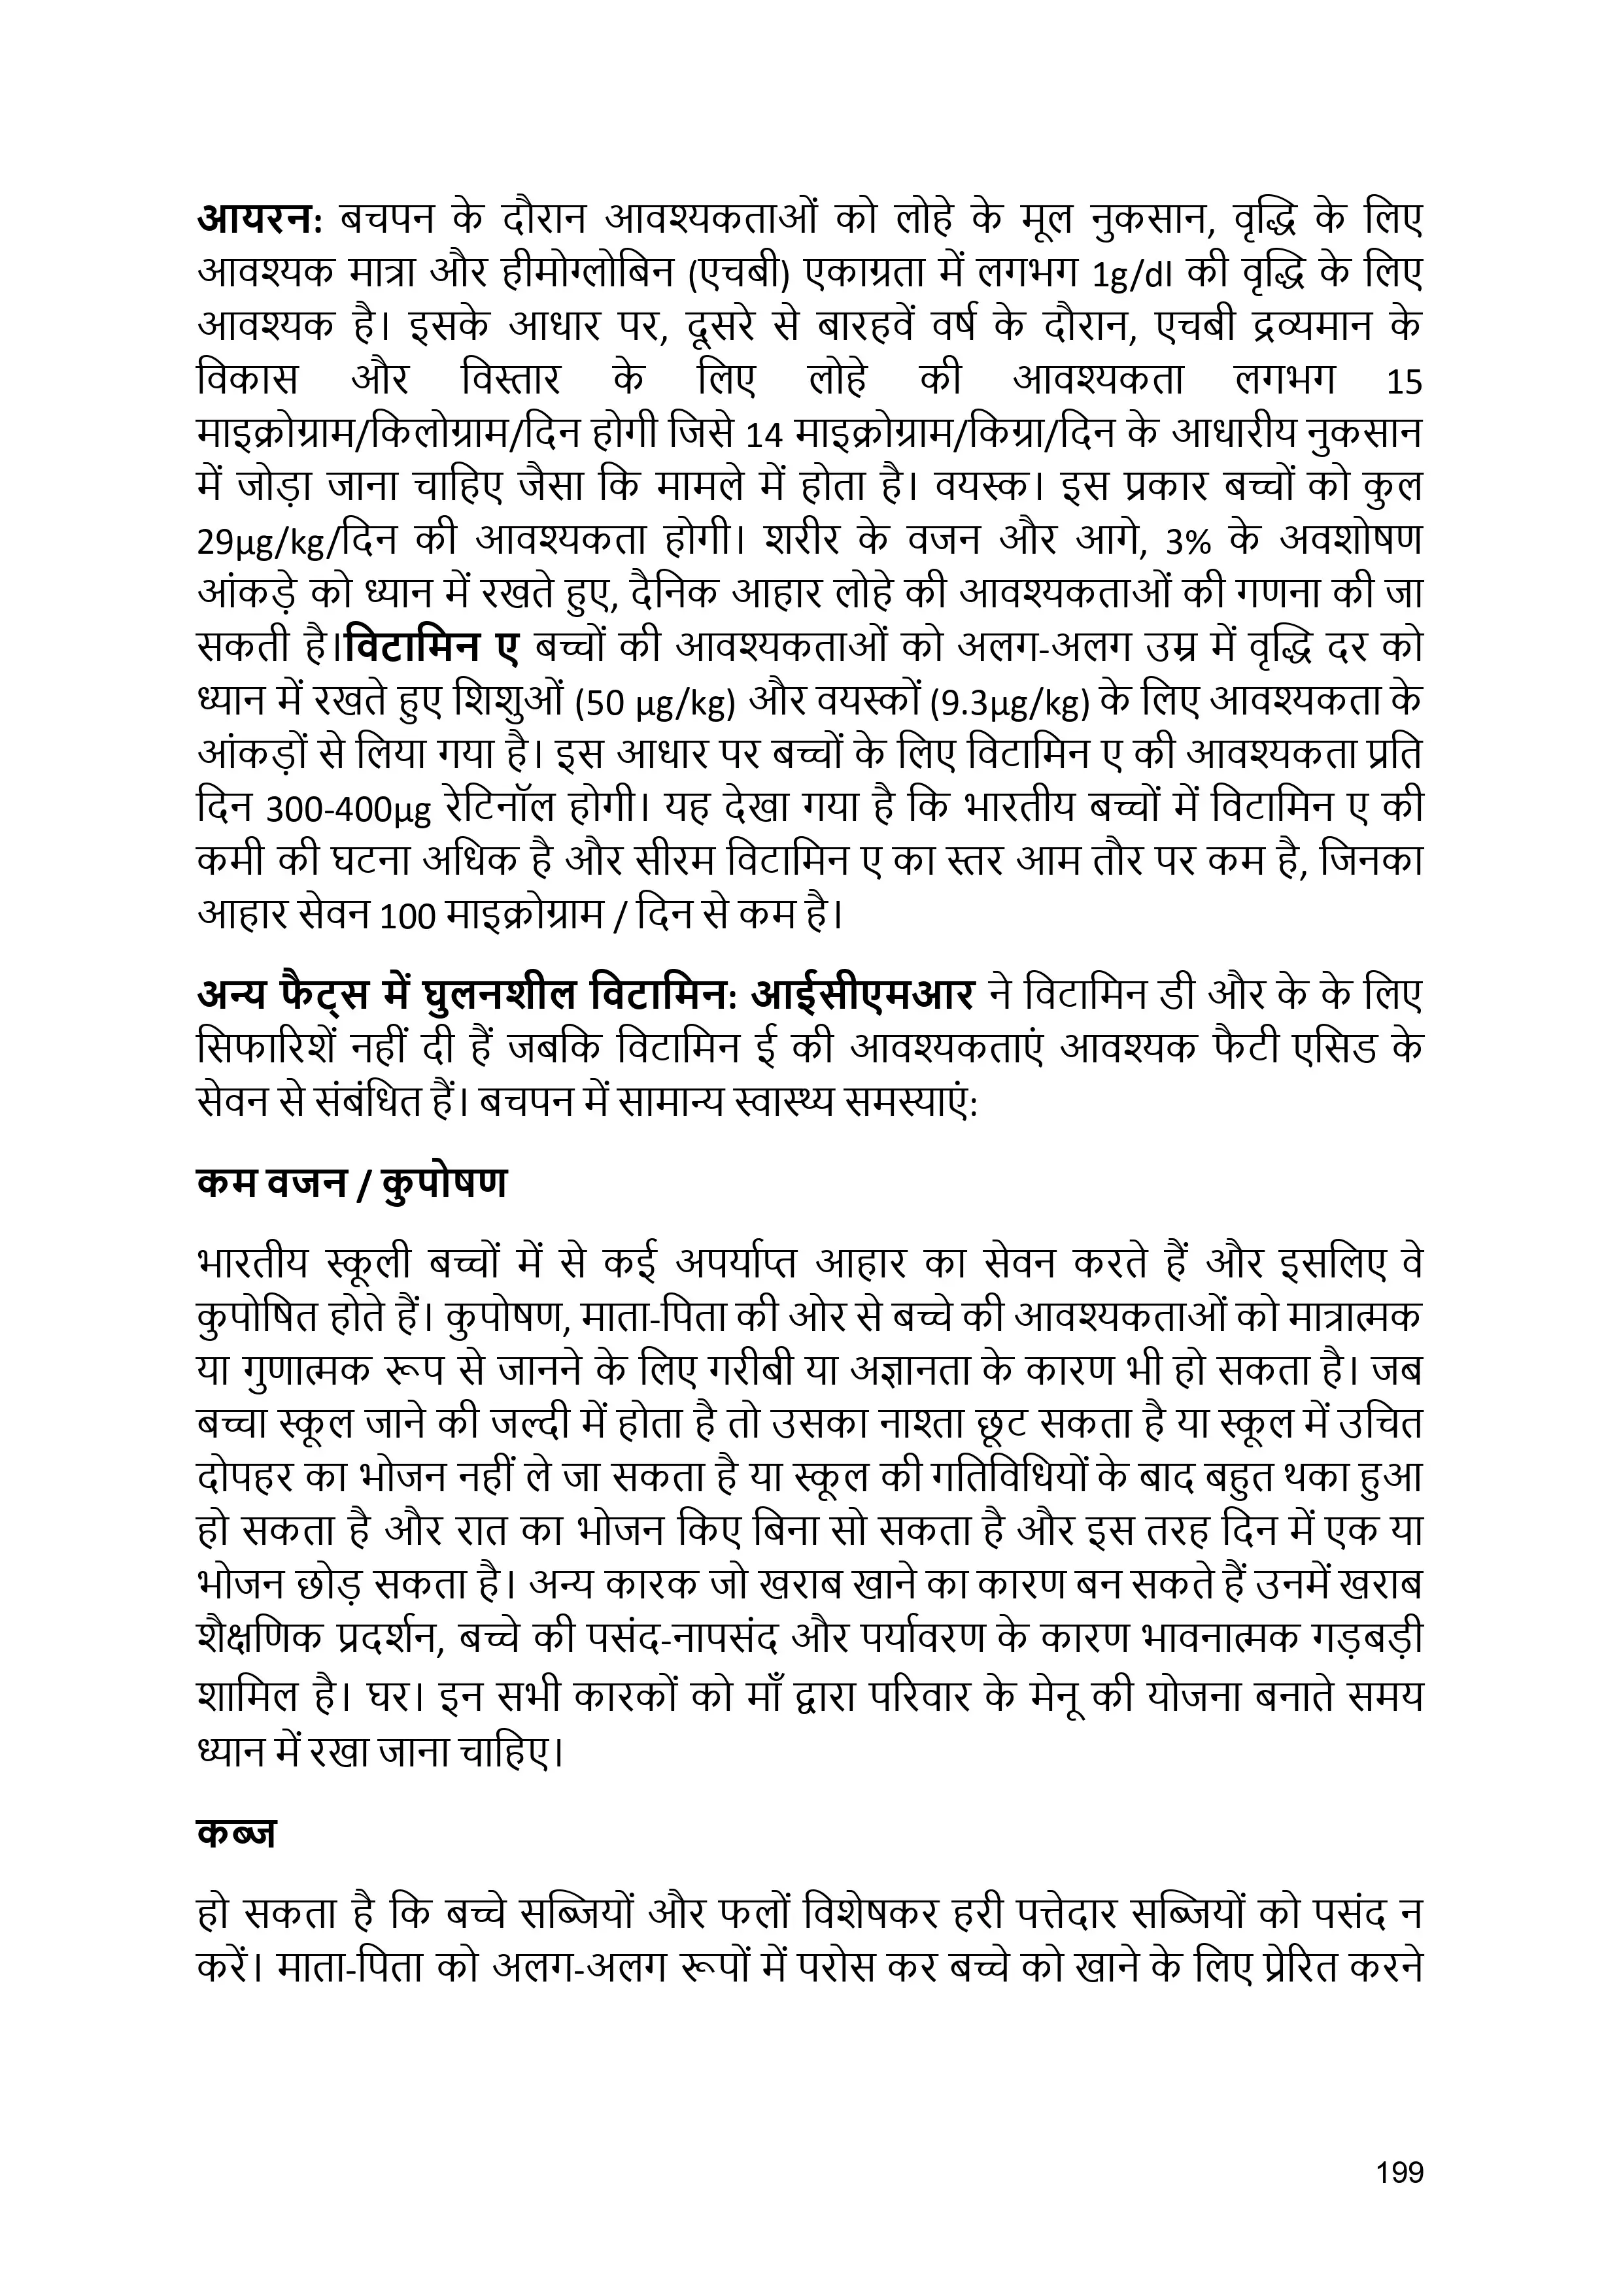 आयरन: बचपन के दौरान आवश्यकताओं को लोहे के मूल नुकसान, वृद्धि के लिए
आवश्यक मात्रा और हीमोग्लोबिन (एचबी) एकाग्रता में लगभग 1g/dl की वृद्धि के लिए
आवश्यक है। इसके आधार पर, दूसरे से बारहवें वर्ष के दौरान, एचबी द्रव्यमान के
विकास और विस्तार के लिए लोहे की आवश्यकता लगभग 15
माइक्रोग्राम/किलोग्राम/दिन होगी जिसे 14 माइक्रोग्राम/किग्रा/दिन के आधारीय नुकसान
में जोड़ा जाना चाहिए जैसा कि मामले में होता है। वयस्क। इस प्रकार बच्चों को कुल
29µg/kg/दिन की आवश्यकता होगी। शरीर के वजन और आगे, 3% के अवशोषण
आंकड़े को ध्यान में रखते हुए, दैनिक आहार लोहे की आवश्यकताओं की गणना की जा
सकती है।विटामिन ए बच्चों की आवश्यकताओं को अलग-अलग उम्र में वृद्धि दर को
ध्यान में रखते हुए शिशुओं (50 µg/kg) और वयस्कों (9.3µg/kg) के लिए आवश्यकता के
आंकड़ों से लिया गया है। इस आधार पर बच्चों के लिए विटामिन ए की आवश्यकता प्रति
दिन 300-400µg रेटिनॉल होगी। यह देखा गया है कि भारतीय बच्चों में विटामिन ए की
कमी की घटना अधिक है और सीरम विटामिन ए का स्तर आम तौर पर कम है, जिनका
आहार सेवन 100 माइक्रोग्राम / दिन से कम है।
अन्य फैट्स में घुलनशील विटामिन: आईसीएमआर ने विटामिन डी और के के लिए
सिफारिशें नहीं दी हैं जबकि विटामिन ई की आवश्यकताएं आवश्यक फैटी एसिड के
सेवन से संबंधित हैं। बचपन में सामान्य स्वास्थ्य समस्याएं:
कम वजन / कुपोषण
भारतीय स्कूली बच्चों में से कई अपर्याप्त आहार का सेवन करते हैं और इसलिए वे
कुपोषित होते हैं। कुपोषण, माता-पिता की ओर से बच्चे की आवश्यकताओं को मात्रात्मक
या गुणात्मक रूप से जानने के लिए गरीबी या अज्ञानता के कारण भी हो सकता है। जब
बच्चा स्कूल जाने की जल्दी में होता है तो उसका नाश्ता छूट सकता है या स्कूल में उचित
दोपहर का भोजन नहीं ले जा सकता है या स्कूल की गतिविधियों के बाद बहुत थका हुआ
हो सकता है और रात का भोजन किए बिना सो सकता है और इस तरह दिन में एक या
भोजन छोड़ सकता है। अन्य कारक जो खराब खाने का कारण बन सकते हैं उनमें खराब
शैक्षणिक प्रदर्शन, बच्चे की पसंद-नापसंद और पर्यावरण के कारण भावनात्मक गड़बड़ी
शामिल है। घर। इन सभी कारकों को माँ द्वारा परिवार के मेनू की योजना बनाते समय
ध्यान में रखा जाना चाहिए।
कब्ज
हो सकता है कि बच्चे सब्जियों और फलों विशेषकर हरी पत्तेदार सब्जियों को पसंद न
करें। माता-पिता को अलग-अलग रूपों में परोस कर बच्चे को खाने के लिए प्रेरित करने
199